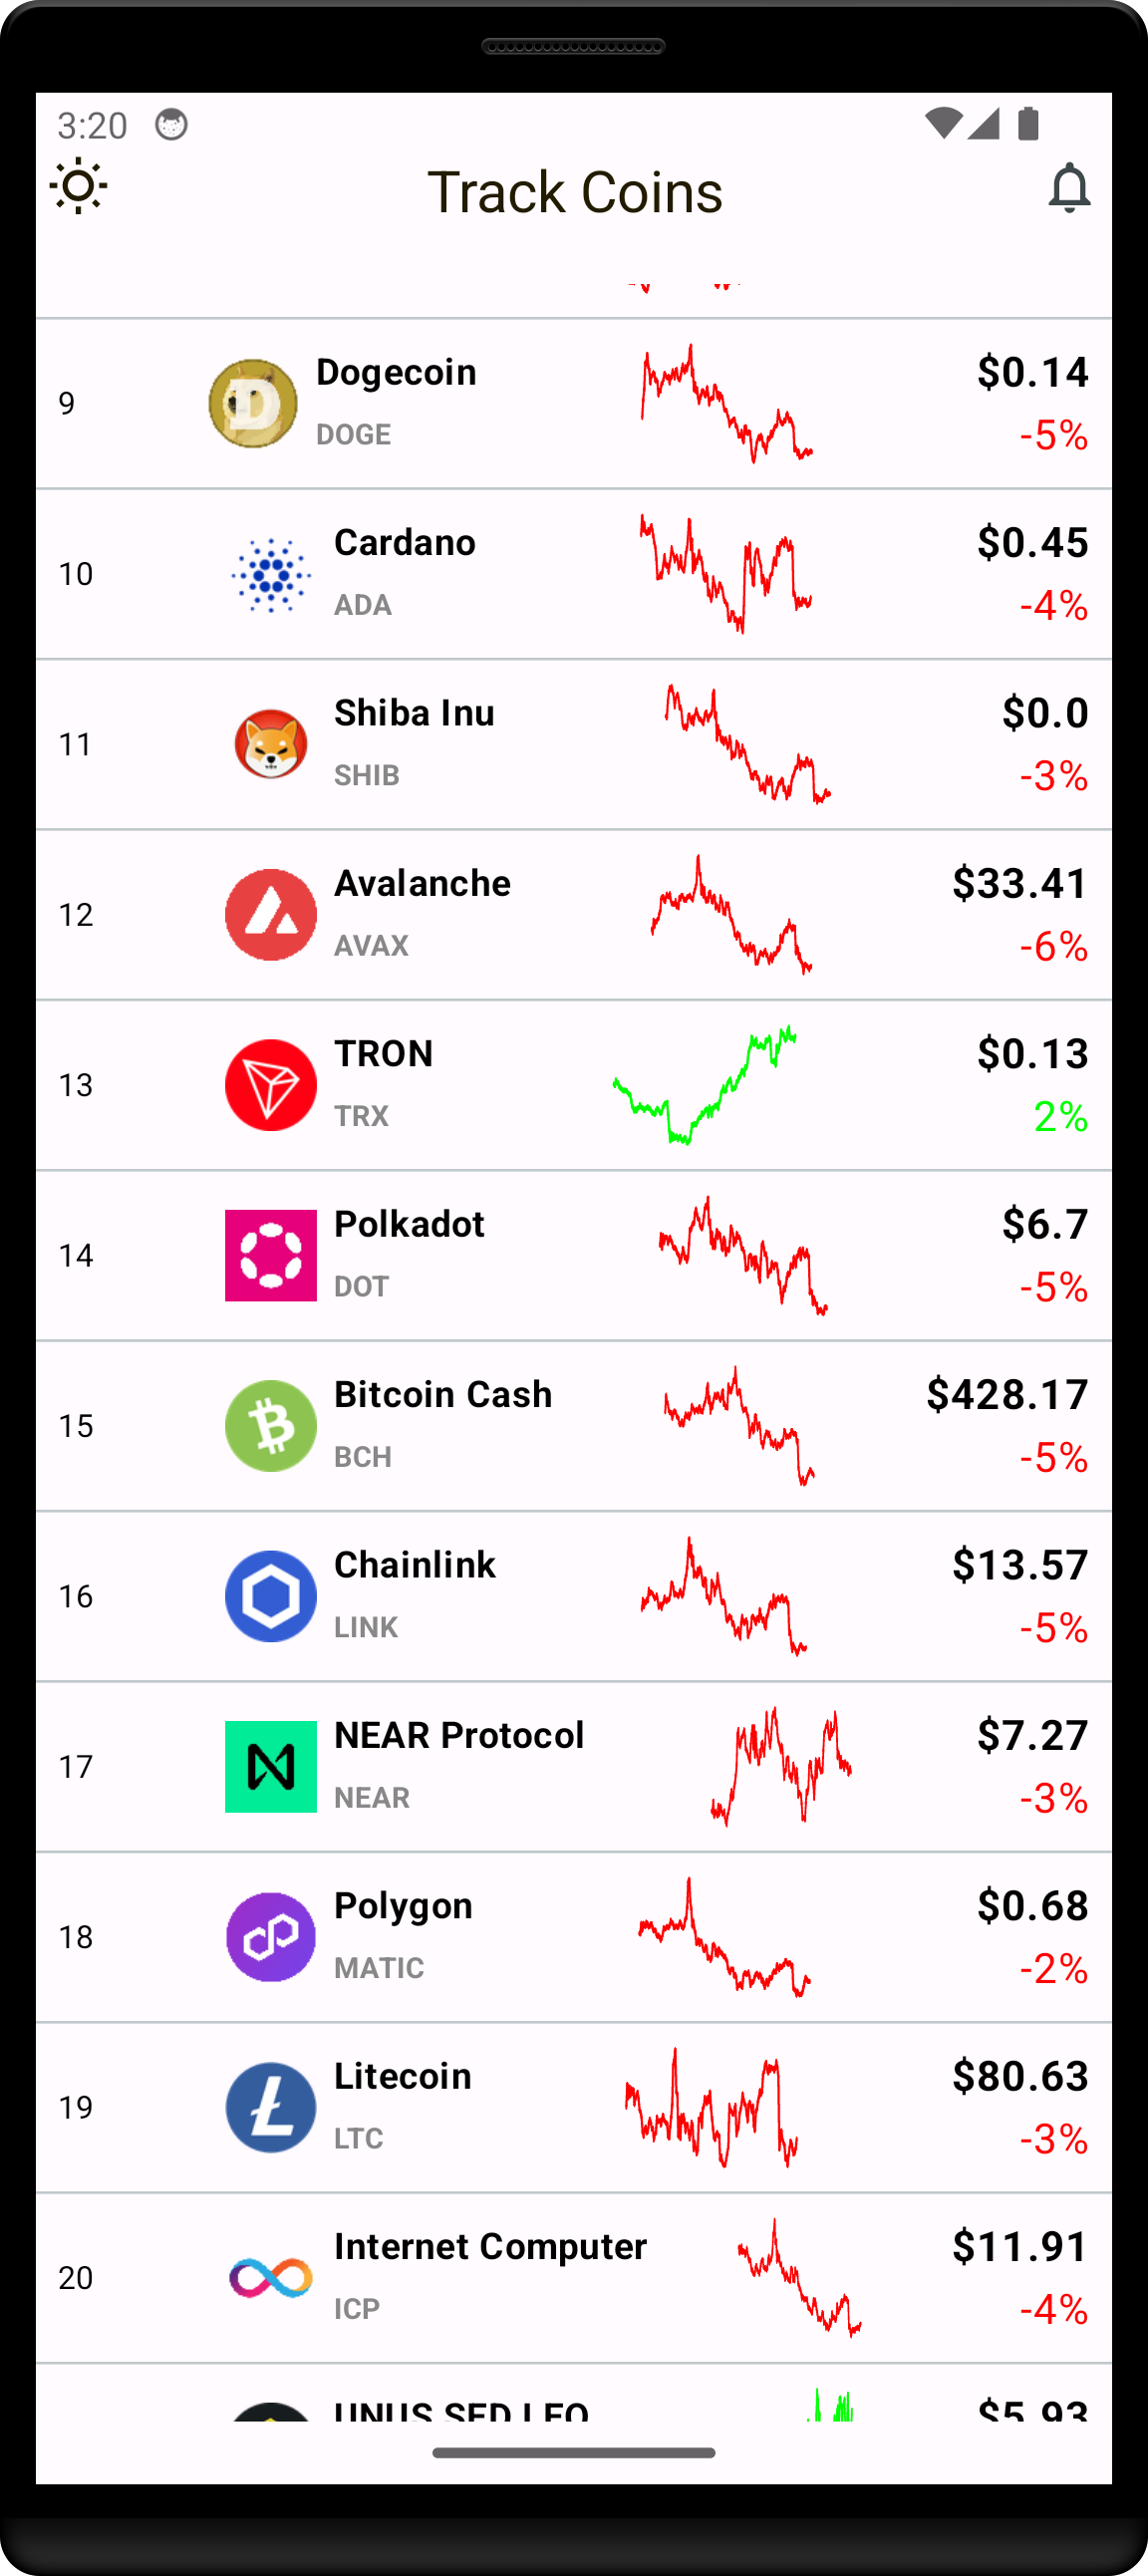 3:20
Track Coins
9
Dogecoin
DOGE
$0.14
-5%
10
Cardano
ADA
$0.45
-4%
11
Shiba Inu
SHIB
$0.0
-3%
12
Avalanche
AVAX
$33.41
-6%
13
TRON
TRX
$0.13
2%
14
Polkadot
DOT
$6.7
-5%
15
Bitcoin Cash
BCH
$428.17
-5%
16
Chainlink
LINK
$13.57
-5%
17
NEAR Protocol
NEAR
$7.27
-3%
18
Polygon
MATIC
$0.68
-2%
19
Litecoin
LTC
$80.63
-3%
20
Internet Computer
ICP
$11.91
-4%
UNUS SED LEO
$5.93